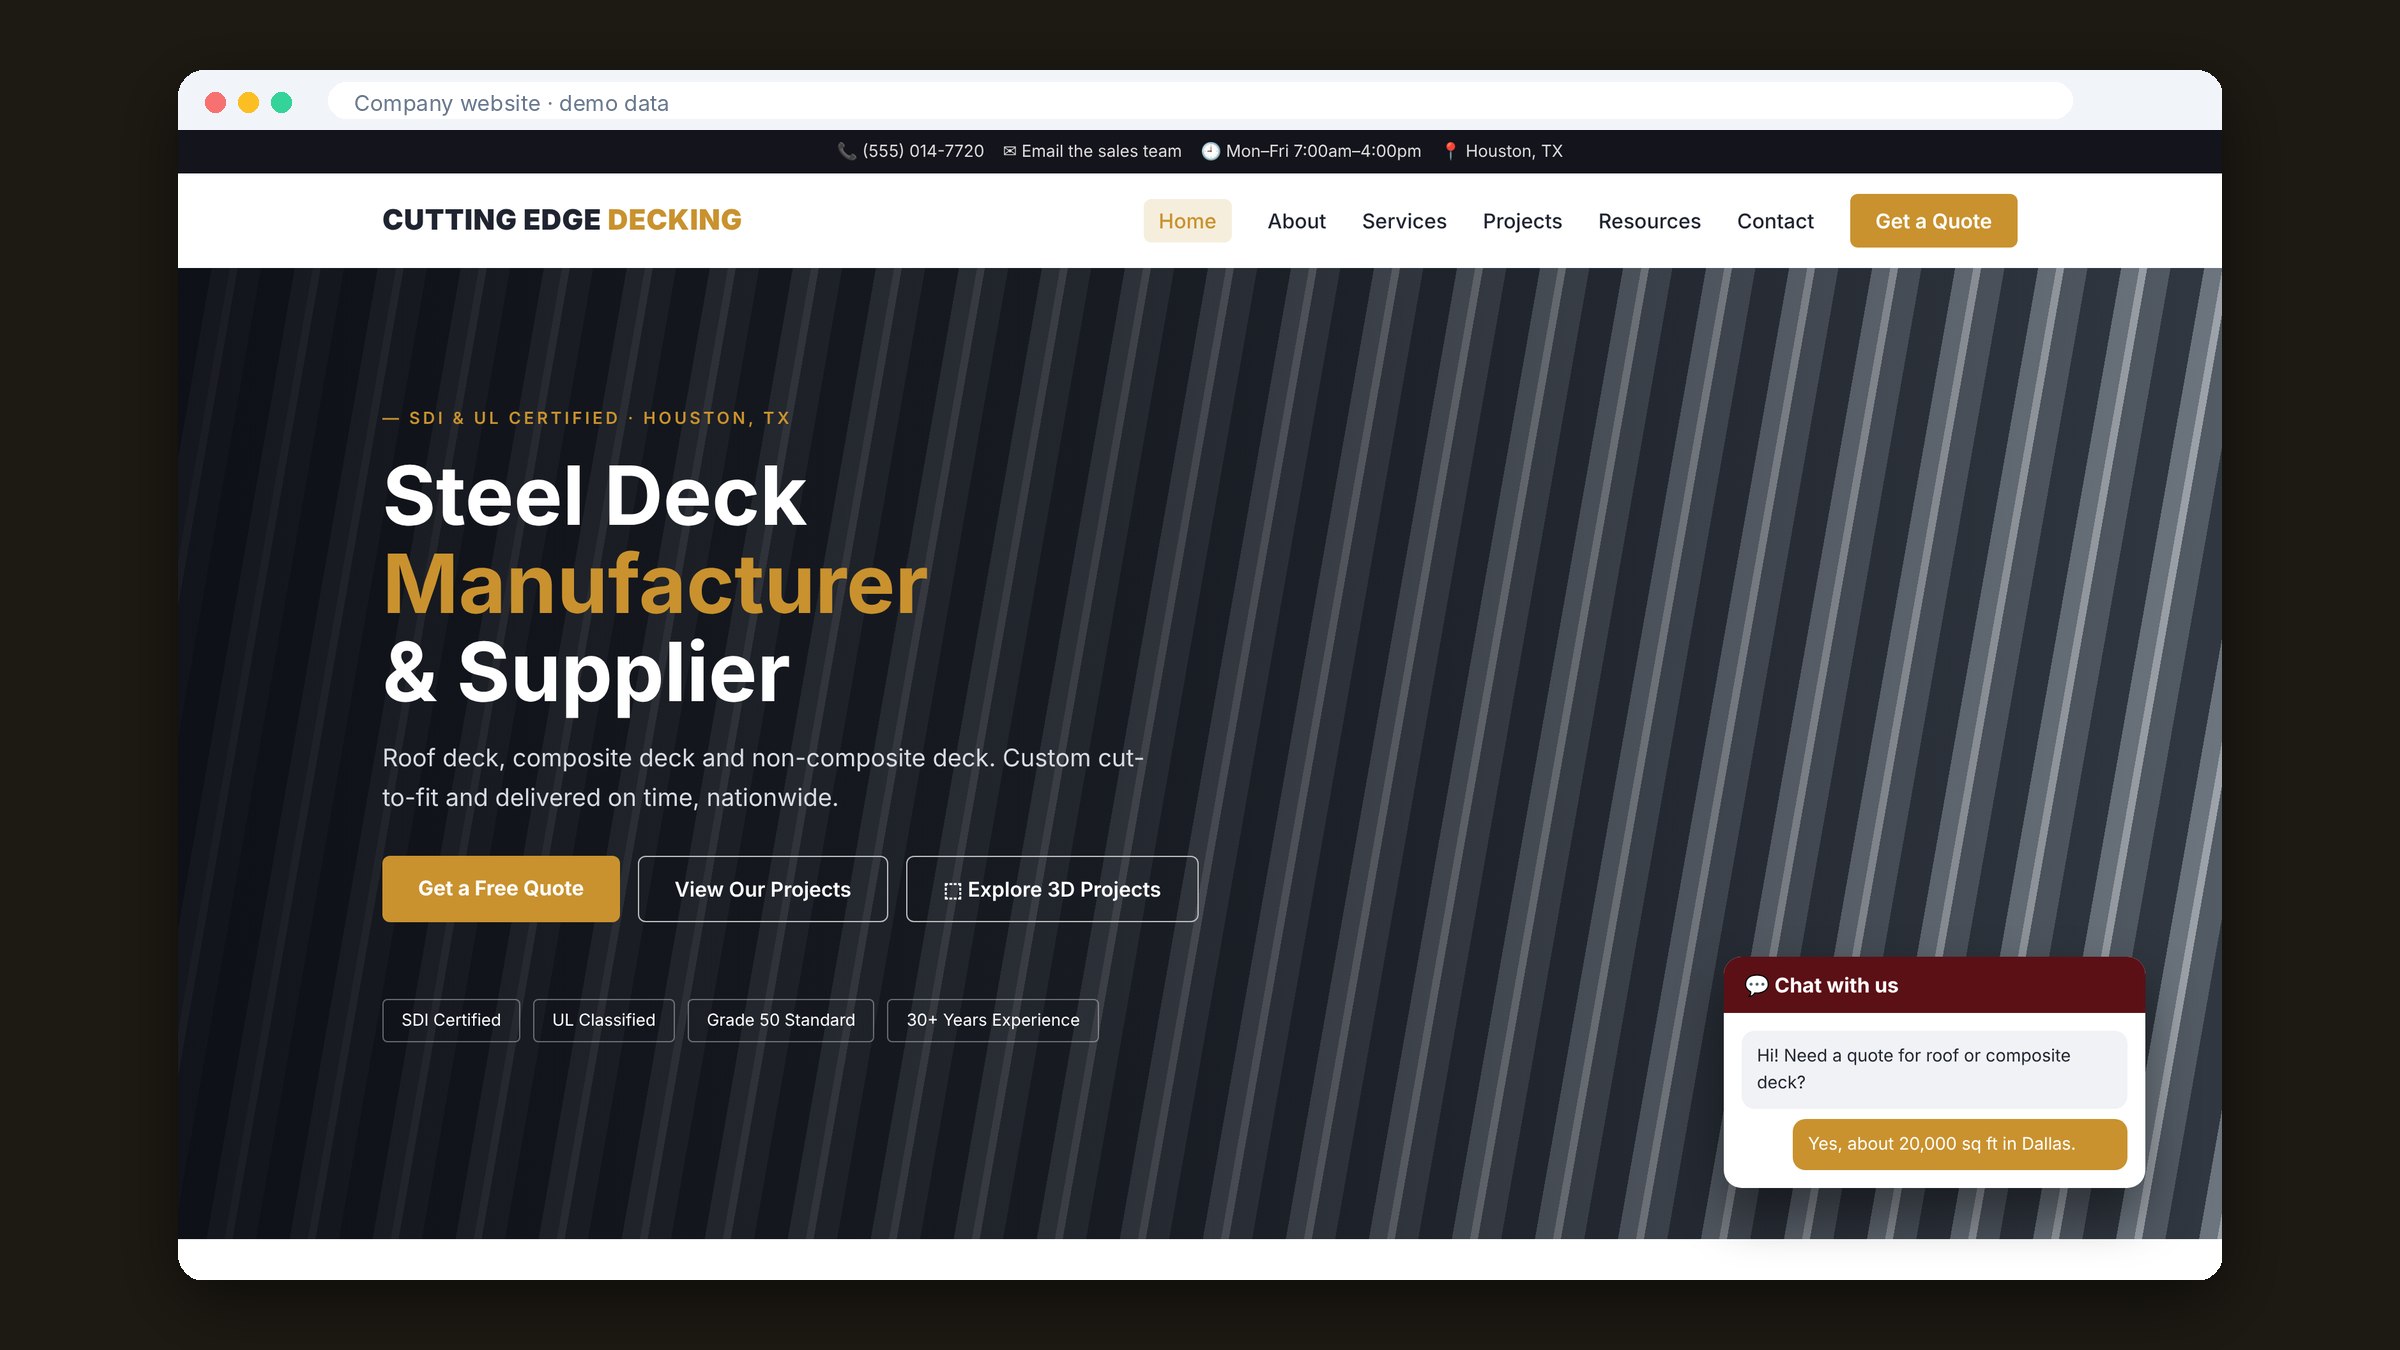 Company website · demo data
📞 (555) 014-7720 ✉ Email the sales team 🕘 Mon–Fri 7:00am–4:00pm 📍 Houston, TX
CUTTING EDGE DECKING
Home About Services Projects Resources Contact Get a Quote
— SDI & UL CERTIFIED · HOUSTON, TX
Steel Deck
Manufacturer
& Supplier
Roof deck, composite deck and non-composite deck. Custom cut-
to-fit and delivered on time, nationwide.
Get a Free Quote View Our Projects ⬚ Explore 3D Projects
SDI Certified UL Classified Grade 50 Standard 30+ Years Experience
💬 Chat with us
Hi! Need a quote for roof or composite
deck?
Yes, about 20,000 sq ft in Dallas.